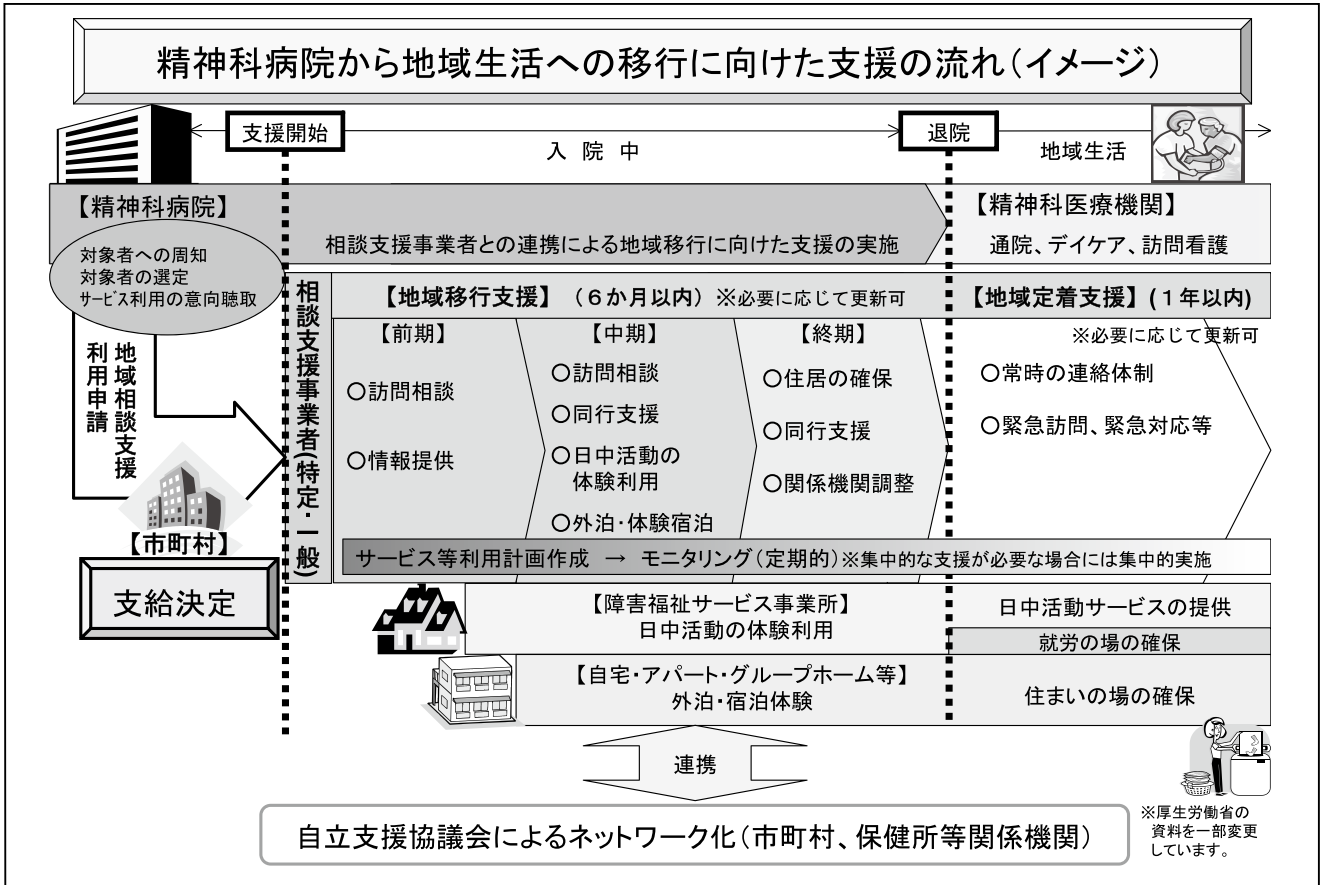 精神科病院から地域生活への移行に向けた支援の流れ（イメージ）
支援開始
入 院 中
退院
地域生活
【精神科病院】
対象者への周知
対象者の選定
サービス利用の意向聴取
相談支援事業者との連携による地域移行に向けた支援の実施
【精神科医療機関】
通院、デイケア、訪問看護
地域相談支援
利用申請
【市町村】
支給決定
相談支援事業者(特定・一般)
【地域移行支援】 （６か月以内） ※必要に応じて更新可
【前期】
○訪問相談
○情報提供
【中期】
○訪問相談
○同行支援
○日中活動の
体験利用
○外泊・体験宿泊
【終期】
○住居の確保
○同行支援
○関係機関調整
【地域定着支援】 (１年以内)
※必要に応じて更新可
○常時の連絡体制
○緊急訪問、緊急対応等
サービス等利用計画作成 → モニタリング（定期的）※集中的な支援が必要な場合には集中的実施
【障害福祉サービス事業所】
日中活動の体験利用
日中活動サービスの提供
就労の場の確保
【自宅・アパート・グループホーム等】
外泊・宿泊体験
住まいの場の確保
連携
自立支援協議会によるネットワーク化（市町村、保健所等関係機関）
※厚生労働省の
資料を一部変更
しています。